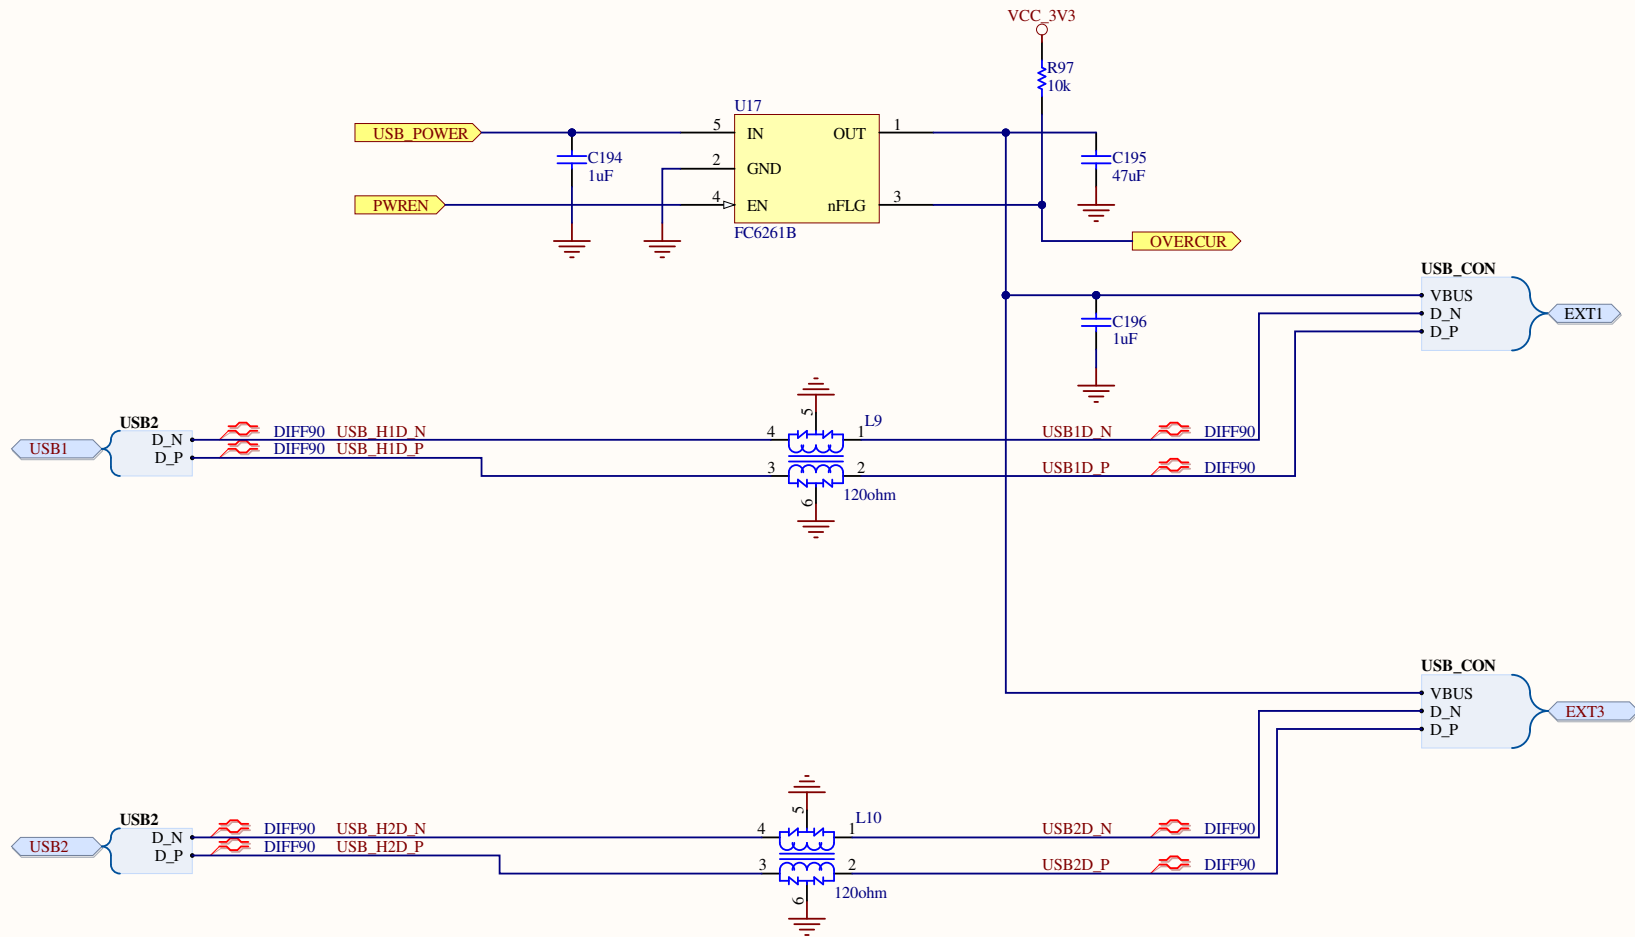 VCC_3V3
R97
10k
U17
USB_POWER
5
IN
OUT
1
C194
1uF
2
GND
C195
47uF
PWREN
4
EN
nFLG
3
FC6261B
OVERCUR
USB_CON
VBUS
D_N
D_P
EXT1
C196
1uF
USB2
USB1
D_N
D_P
DIFF90 USB_H1D_N
DIFF90 USB_H1D_P
5
L9
4
1
3
2
6
120ohm
USB1D_N
DIFF90
USB1D_P
DIFF90
USB_CON
VBUS
D_N
D_P
EXT3
USB2
USB2
D_N
D_P
DIFF90 USB_H2D_N
DIFF90 USB_H2D_P
5
L10
4
1
3
2
6
120ohm
USB2D_N
DIFF90
USB2D_P
DIFF90